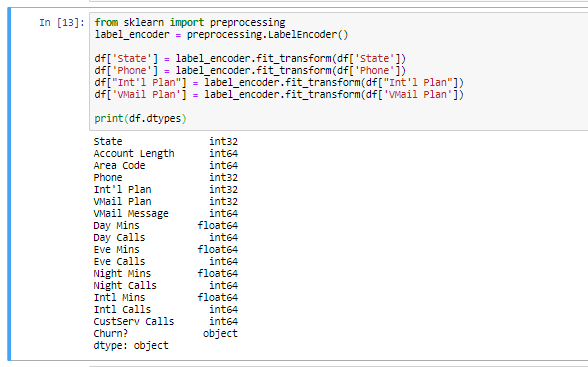 In [13]: from sklearn import preprocessing
label_encoder = preprocessing.LabelEncoder()
df['State'] = label_encoder.fit_transform(df['State'])
df['Phone'] = label_encoder.fit_transform(df['Phone'])
df["Int'l Plan"] = label_encoder.fit_transform(df["Int'l Plan"])
df['VMail Plan'] = label_encoder.fit_transform(df['VMail Plan'])
print(df.dtypes)
State int32
Account Length int64
Area Code int64
Phone int32
Int'l Plan int32
VMail Plan int32
VMail Message int64
Day Mins float64
Day Calls int64
Eve Mins float64
Eve Calls int64
Night Mins float64
Night Calls int64
Intl Mins float64
Intl Calls int64
CustServ Calls int64
Churn? object
dtype: object